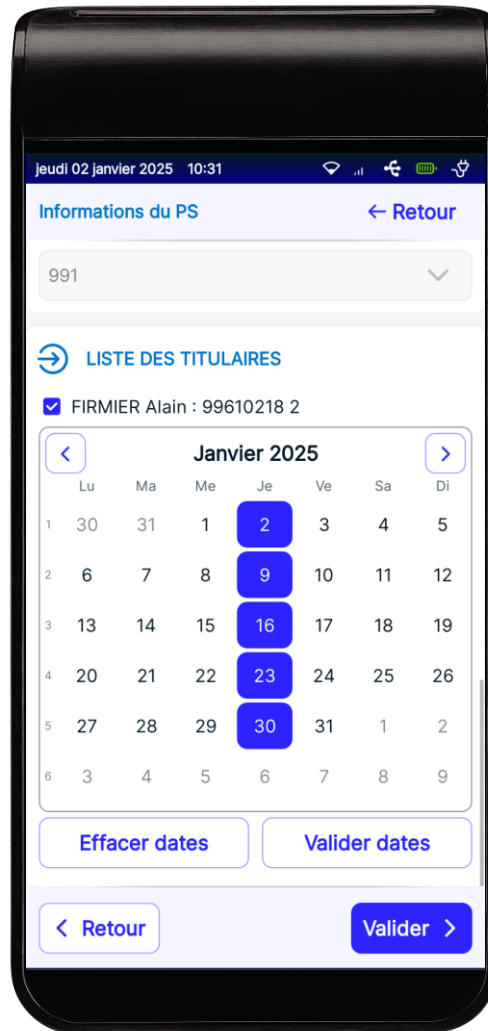 jeudi 02 janvier 2025 10:31
Informations du PS ← Retour
991
LISTE DES TITULAIRES
FIRMIER Alain : 99610218 2
Janvier 2025
Lu Ma Me Je Ve Sa Di
1 30 31 1 2 3 4 5
2 6 7 8 9 10 11 12
3 13 14 15 16 17 18 19
4 20 21 22 23 24 25 26
5 27 28 29 30 31 1 2
6 3 4 5 6 7 8 9
Effacer dates Valider dates
< Retour Valider >